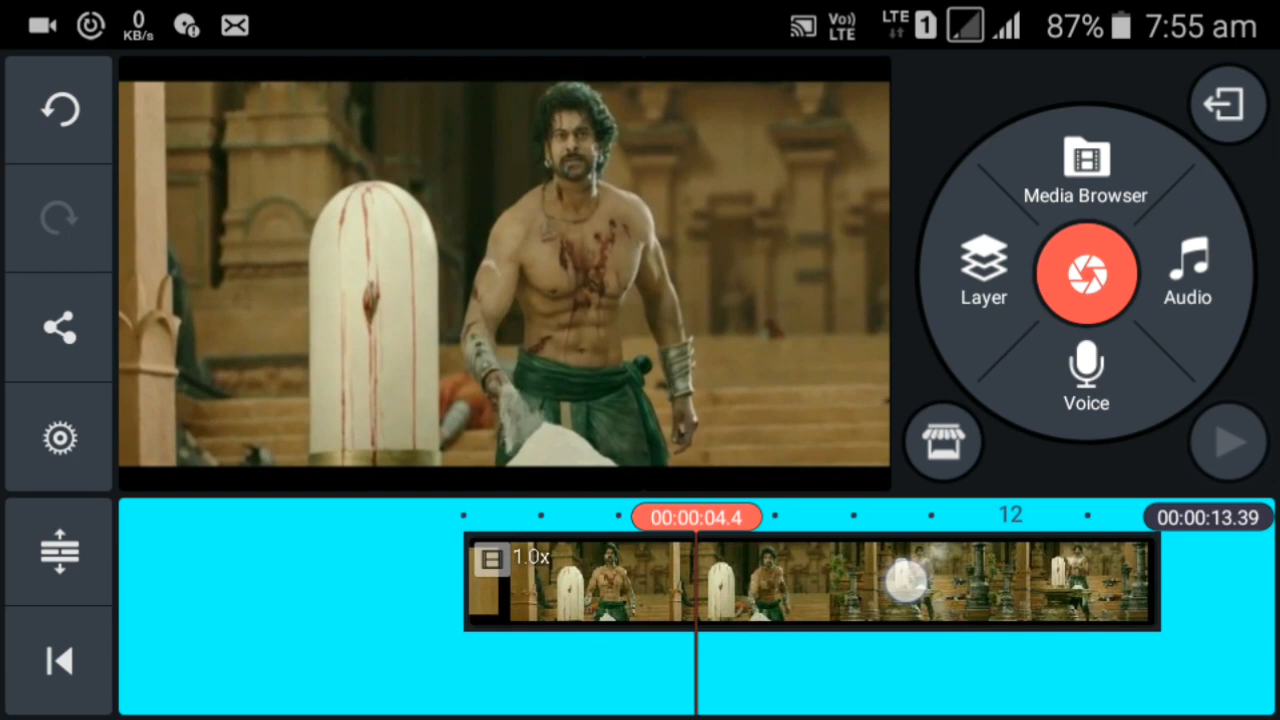 0
KB/s
Vo))
LTE
LTE
1
87%
7:55 am
Media Browser
Layer
Audio
Voice
00:00:04.4
12
00:00:13.39
1.0x